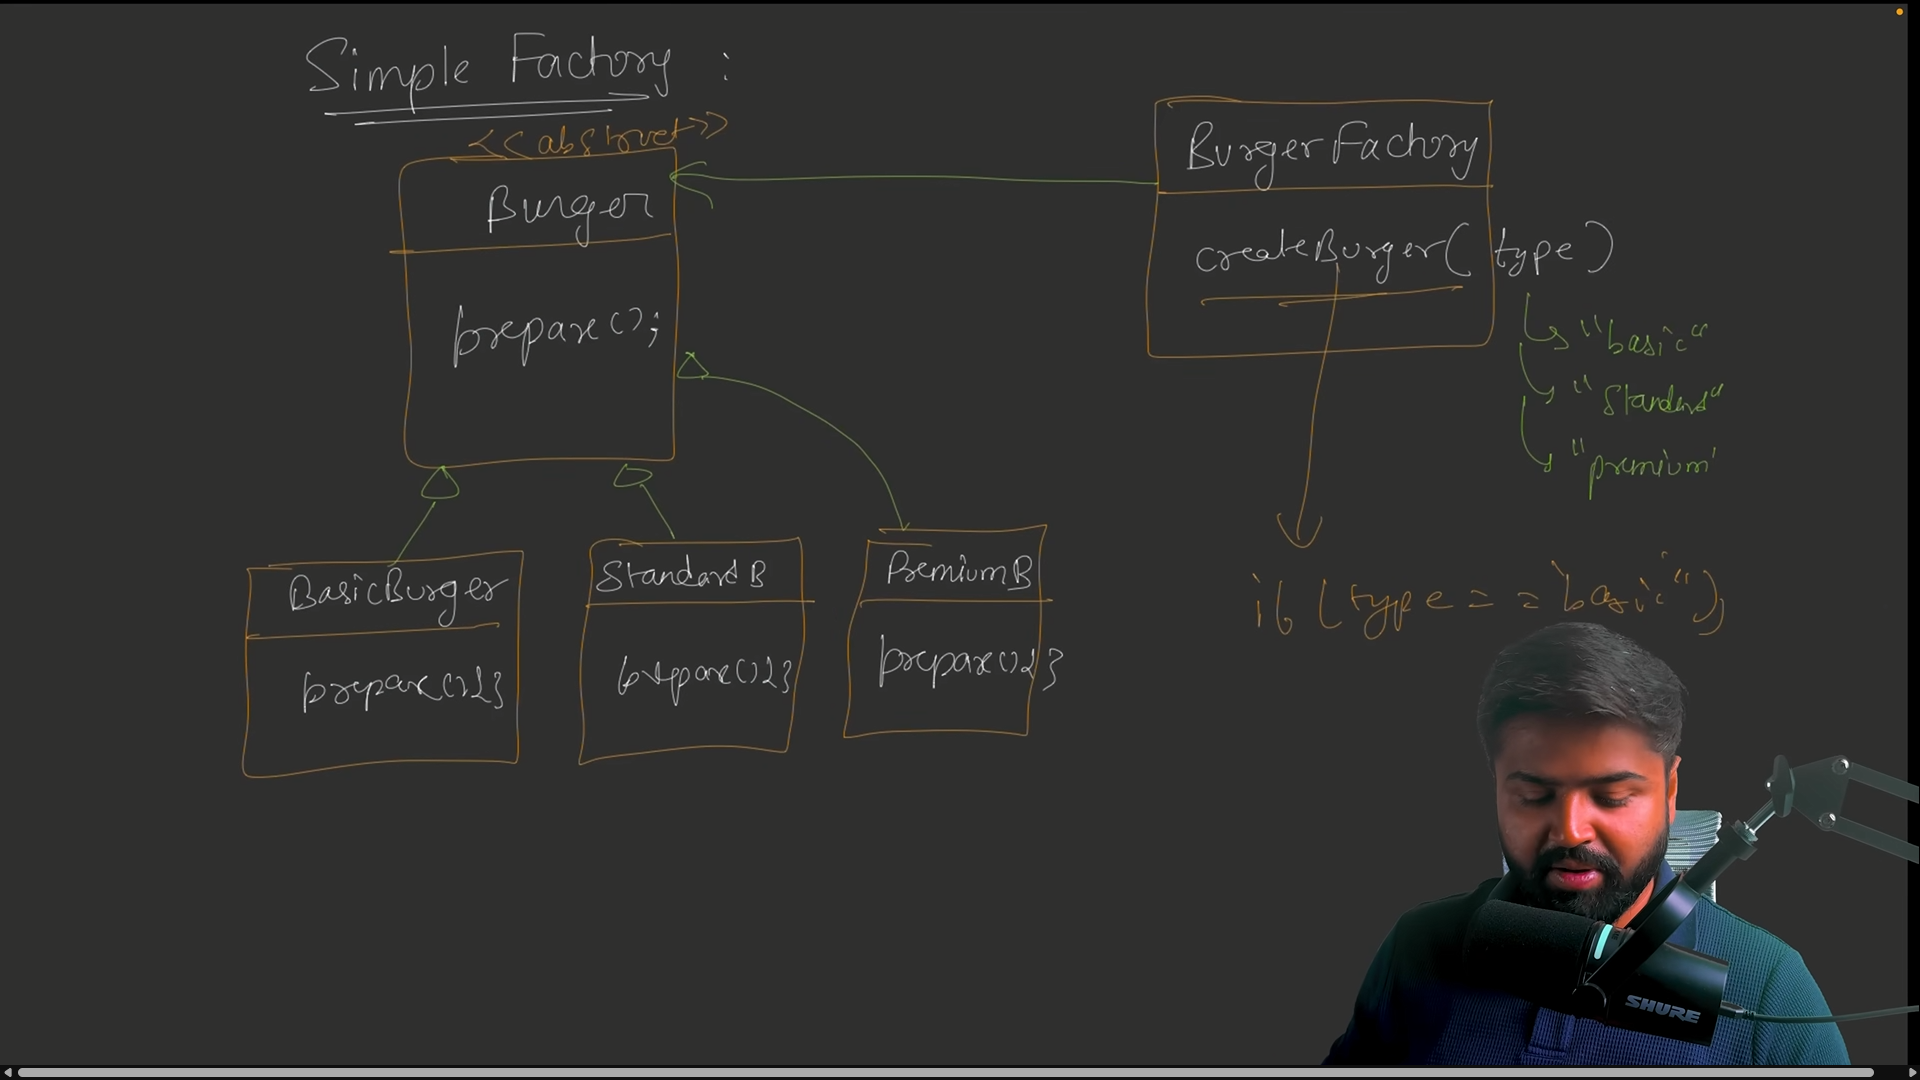 Simple Factory :
<<abstract>>
Burger
prepare();
BurgerFactory
createBurger( type)
"basic"
"Standard"
"premium"
BasicBurger
prepare(){}
StandardB
prepare(){}
PremiumB
prepare(){}
if (type == "basic")
SHURE